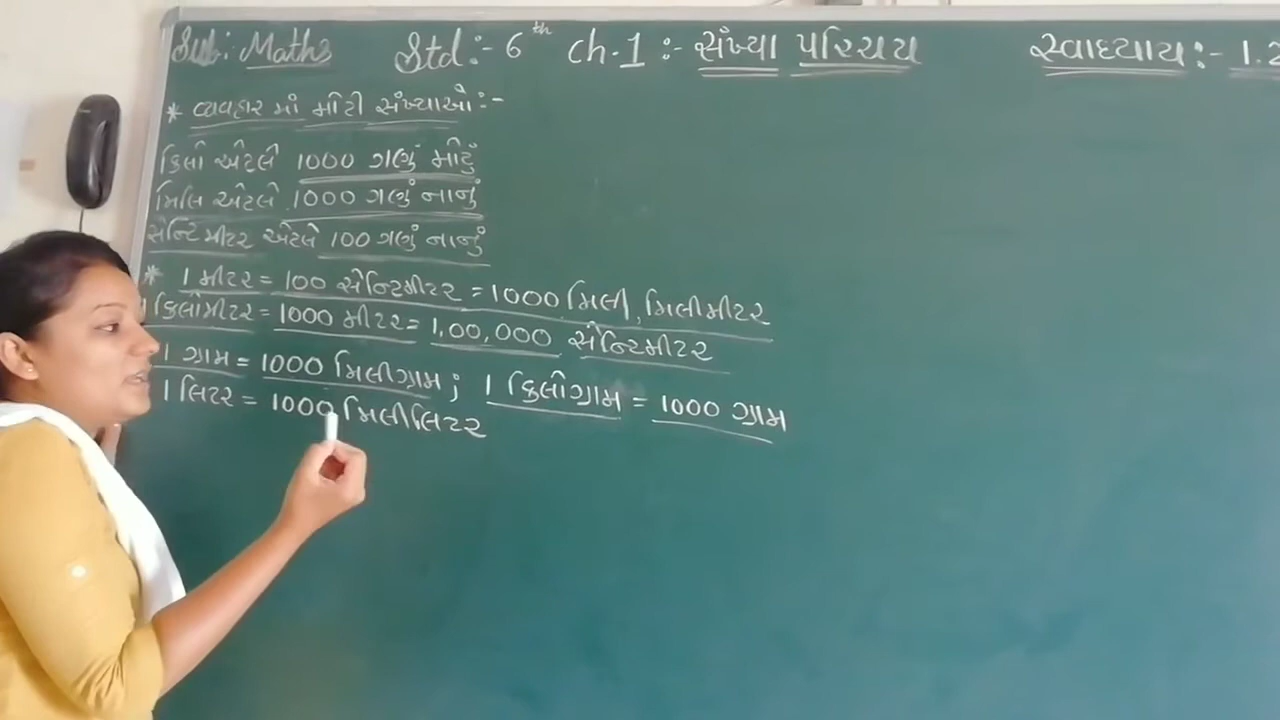 Sub: Maths Std:- 6th ch.1:- સંખ્યા પરિચય સ્વાધ્યાય:- 1.2
* વ્યવહારમાં મોટી સંખ્યાઓ:-
કિલો એટલે 1000 ગણું મોટું
મિલિ એટલે 1000 ગણું નાનું
સેન્ટિમીટર એટલે 100 ગણું નાનું
* 1 મીટર = 100 સેન્ટિમીટર = 1000 મિલી, મિલીમીટર
1 કિલોમીટર = 1000 મીટર = 1,00,000 સેન્ટિમીટર
1 ગ્રામ = 1000 મિલીગ્રામ ; 1 કિલોગ્રામ = 1000 ગ્રામ
1 લિટર = 1000 મિલીલિટર